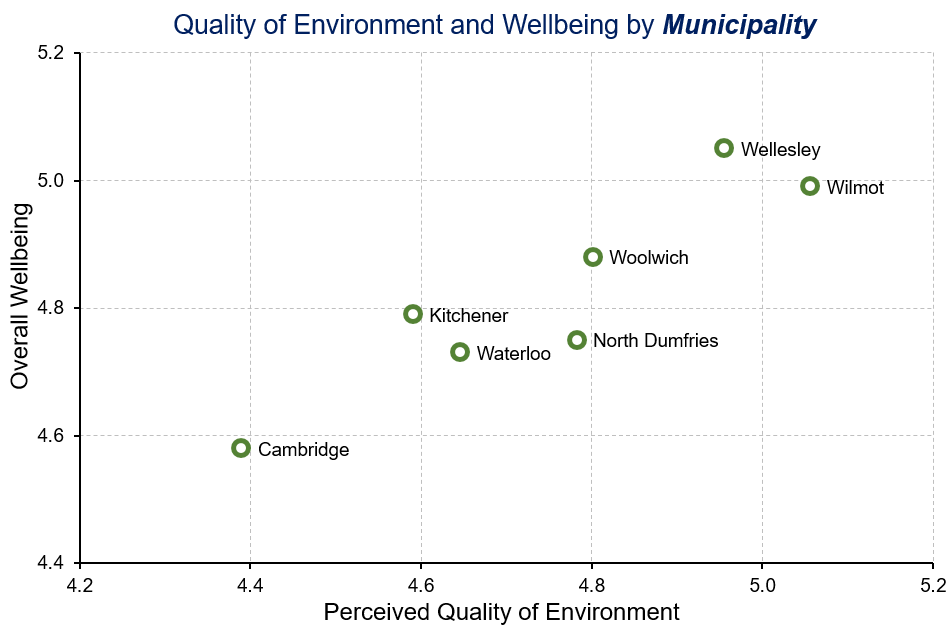 Quality of Environment and Wellbeing by Municipality
5.2
5.0
4.8
4.6
4.4
Overall Wellbeing
Wellesley
Wilmot
Woolwich
Kitchener
North Dumfries
Waterloo
Cambridge
4.2
4.4
4.6
4.8
5.0
5.2
Perceived Quality of Environment